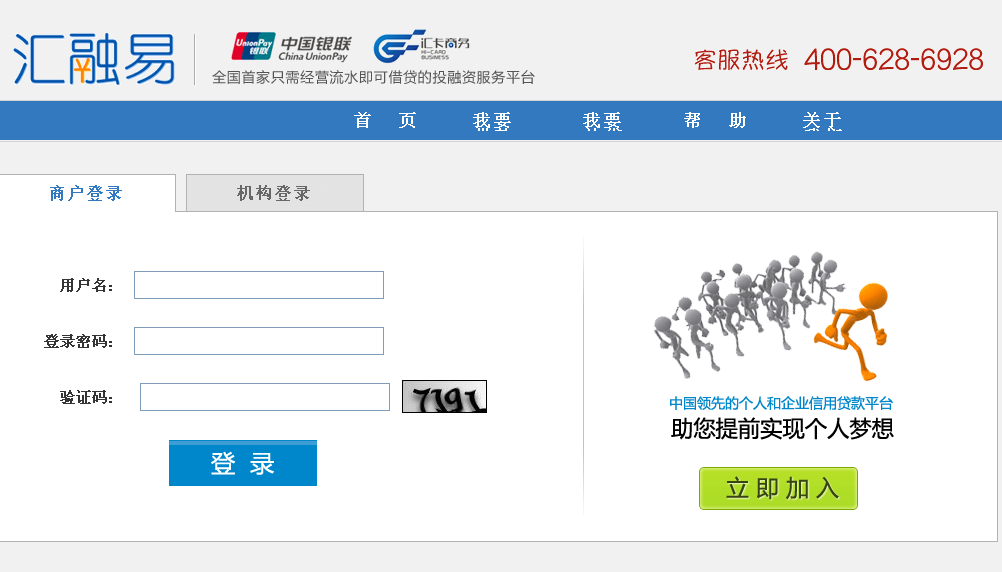 汇融易
UnionPay 银联 中国银联 China UnionPay
汇卡商务 HI-CARD BUSINESS
全国首家只需经营流水即可借贷的投融资服务平台
客服热线 400-628-6928
首 页 我要 我要 帮 助 关于
商户登录 机构登录
用户名:
登录密码:
验证码: 7191
登 录
中国领先的个人和企业信用贷款平台
助您提前实现个人梦想
立即加入